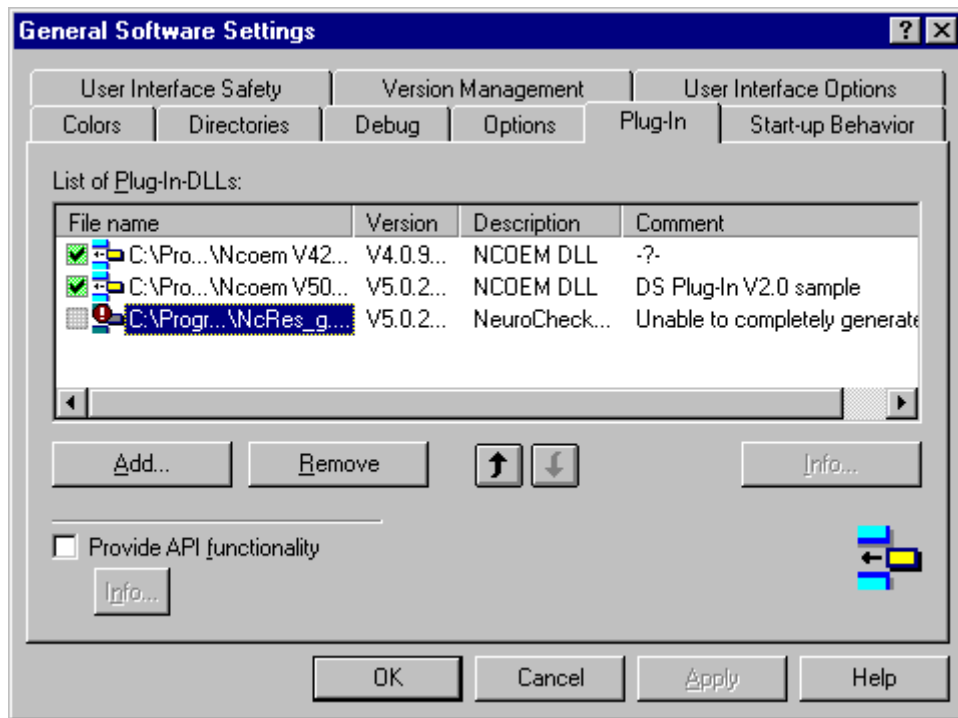 General Software Settings
User Interface Safety Version Management User Interface Options
Colors Directories Debug Options Plug-In Start-up Behavior
List of Plug-In-DLLs:
File name Version Description Comment
C:\Pro...\Ncoem V42... V4.0.9... NCOEM DLL -?-
C:\Pro...\Ncoem V50... V5.0.2... NCOEM DLL DS Plug-In V2.0 sample
C:\Progr...\NcRes_g.... V5.0.2... NeuroCheck... Unable to completely generate
Add... Remove Info...
Provide API functionality
Info...
OK Cancel Apply Help